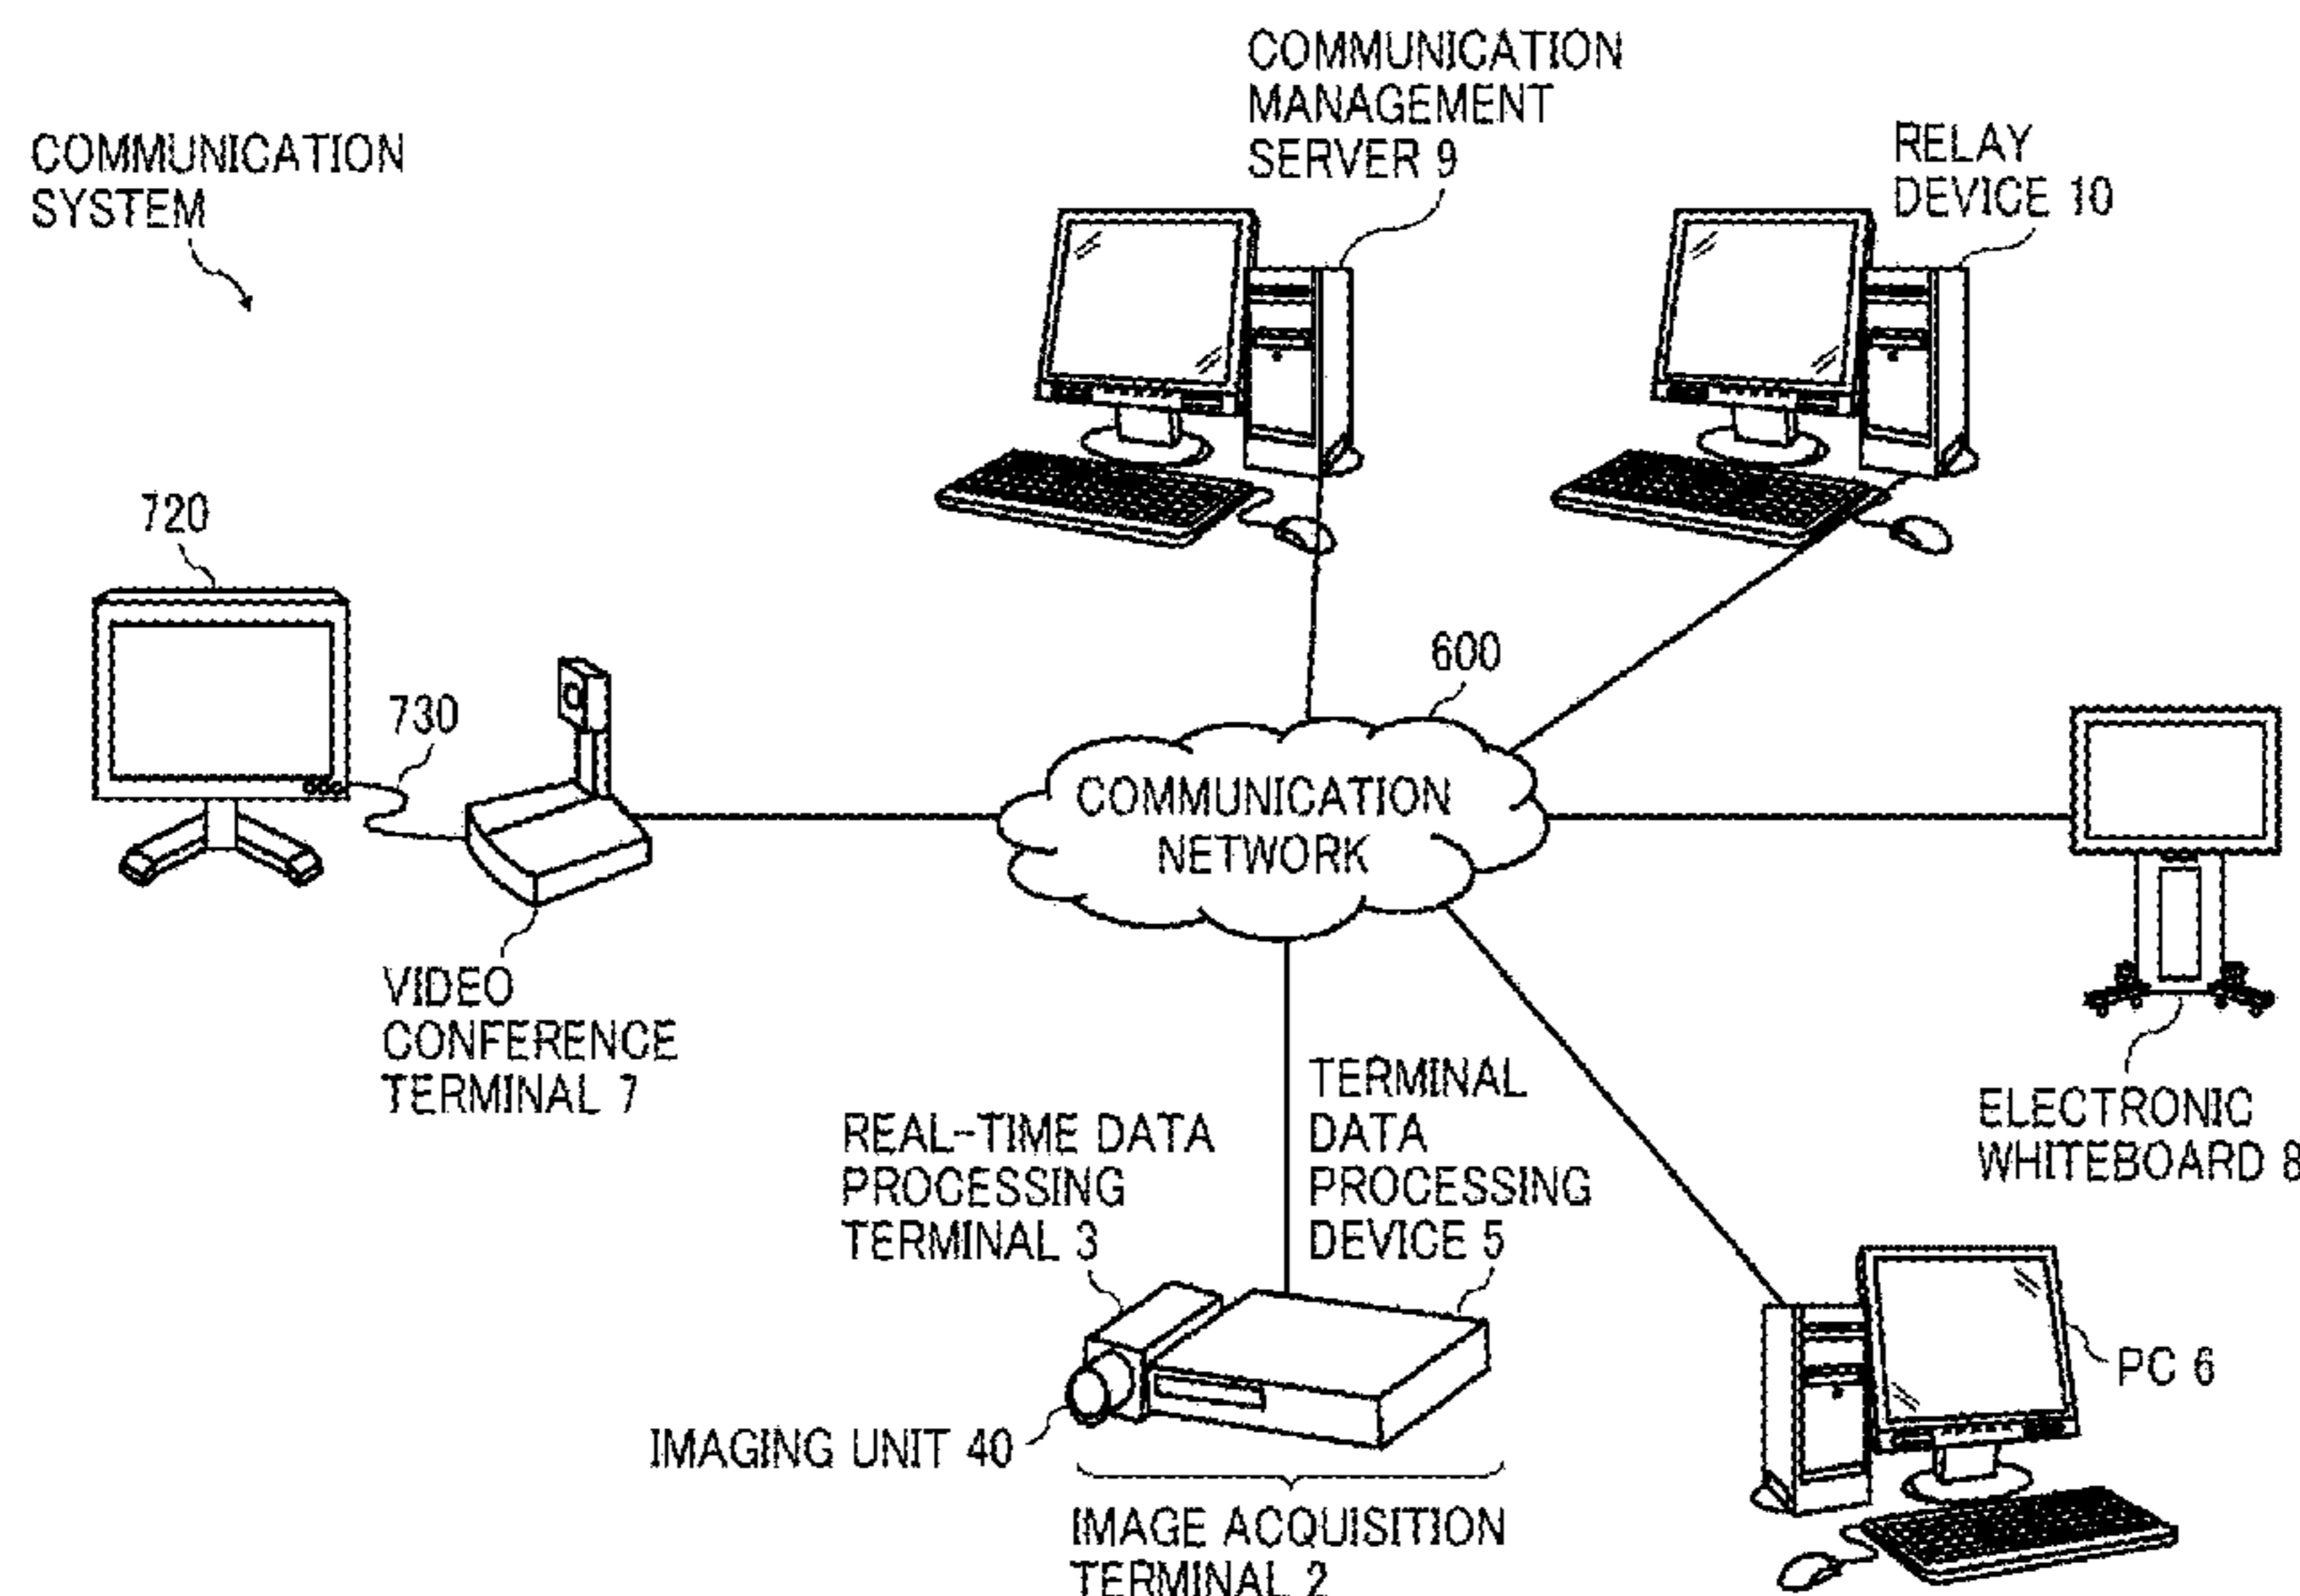 COMMUNICATION
MANAGEMENT
SERVER 9
RELAY
DEVICE 10
COMMUNICATION
SYSTEM
720
730
600
COMMUNICATION
NETWORK
VIDEO
CONFERENCE
TERMINAL 7
REAL-TIME DATA
PROCESSING
TERMINAL 3
TERMINAL
DATA
PROCESSING
DEVICE 5
ELECTRONIC
WHITEBOARD 8
PC 6
IMAGING UNIT 40
IMAGE ACQUISITION
TERMINAL 2